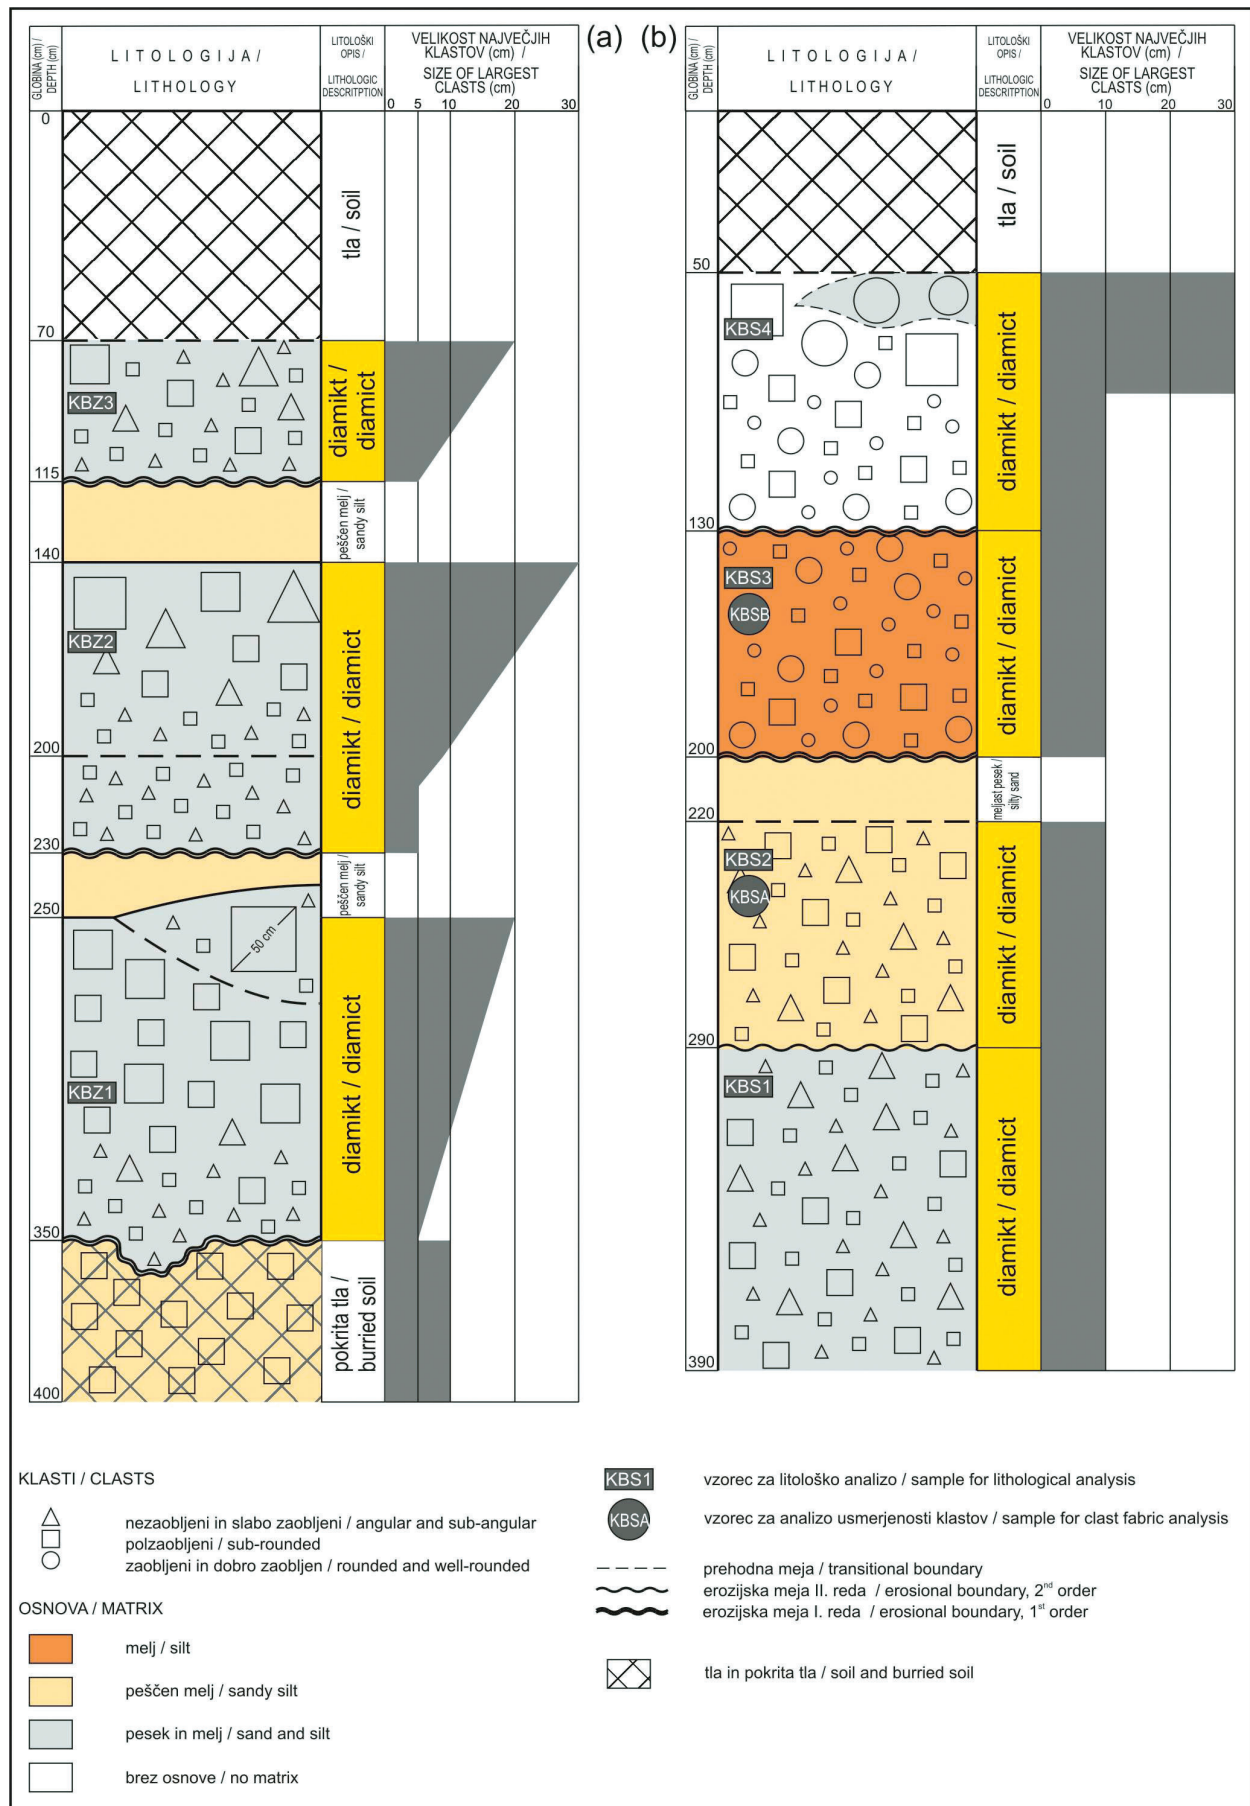 GLOBINA (cm) /
DEPTH (cm)
LITOLOGIJA /
LITHOLOGY
LITOLOŠKI
OPIS /
LITHOLOGIC
DESCRITPTION
VELIKOST NAJVEČJIH
KLASTOV (cm) /
SIZE OF LARGEST
CLASTS (cm)
0 5 10 20 30
(a)
0
tla / soil
70
KBZ3
diamikt /
diamict
115
peščen melj /
sandy silt
140
KBZ2
diamikt / diamict
200
230
peščen melj /
sandy silt
250
50 cm
KBZ1
diamikt / diamict
350
pokrita tla /
burried soil
400
(b)
GLOBINA (cm) /
DEPTH (cm)
LITOLOGIJA /
LITHOLOGY
LITOLOŠKI
OPIS /
LITHOLOGIC
DESCRITPTION
VELIKOST NAJVEČJIH
KLASTOV (cm) /
SIZE OF LARGEST
CLASTS (cm)
0 10 20 30
tla / soil
50
KBS4
diamikt / diamict
130
KBS3
KBSB
diamikt / diamict
200
meljast pesek /
silty sand
220
KBS2
KBSA
diamikt / diamict
290
KBS1
diamikt / diamict
390
KLASTI / CLASTS
nezaobljeni in slabo zaobljeni / angular and sub-angular
polzaobljeni / sub-rounded
zaobljeni in dobro zaobljen / rounded and well-rounded
OSNOVA / MATRIX
melj / silt
peščen melj / sandy silt
pesek in melj / sand and silt
brez osnove / no matrix
KBS1 vzorec za litološko analizo / sample for lithological analysis
KBSA vzorec za analizo usmerjenosti klastov / sample for clast fabric analysis
prehodna meja / transitional boundary
erozijska meja II. reda / erosional boundary, 2nd order
erozijska meja I. reda / erosional boundary, 1st order
tla in pokrita tla / soil and burried soil